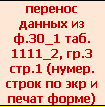 перенос
данных из
ф.30_1 таб.
1111_2, гр.3
стр.1 (нумер.
строк по экр и
печат форме)